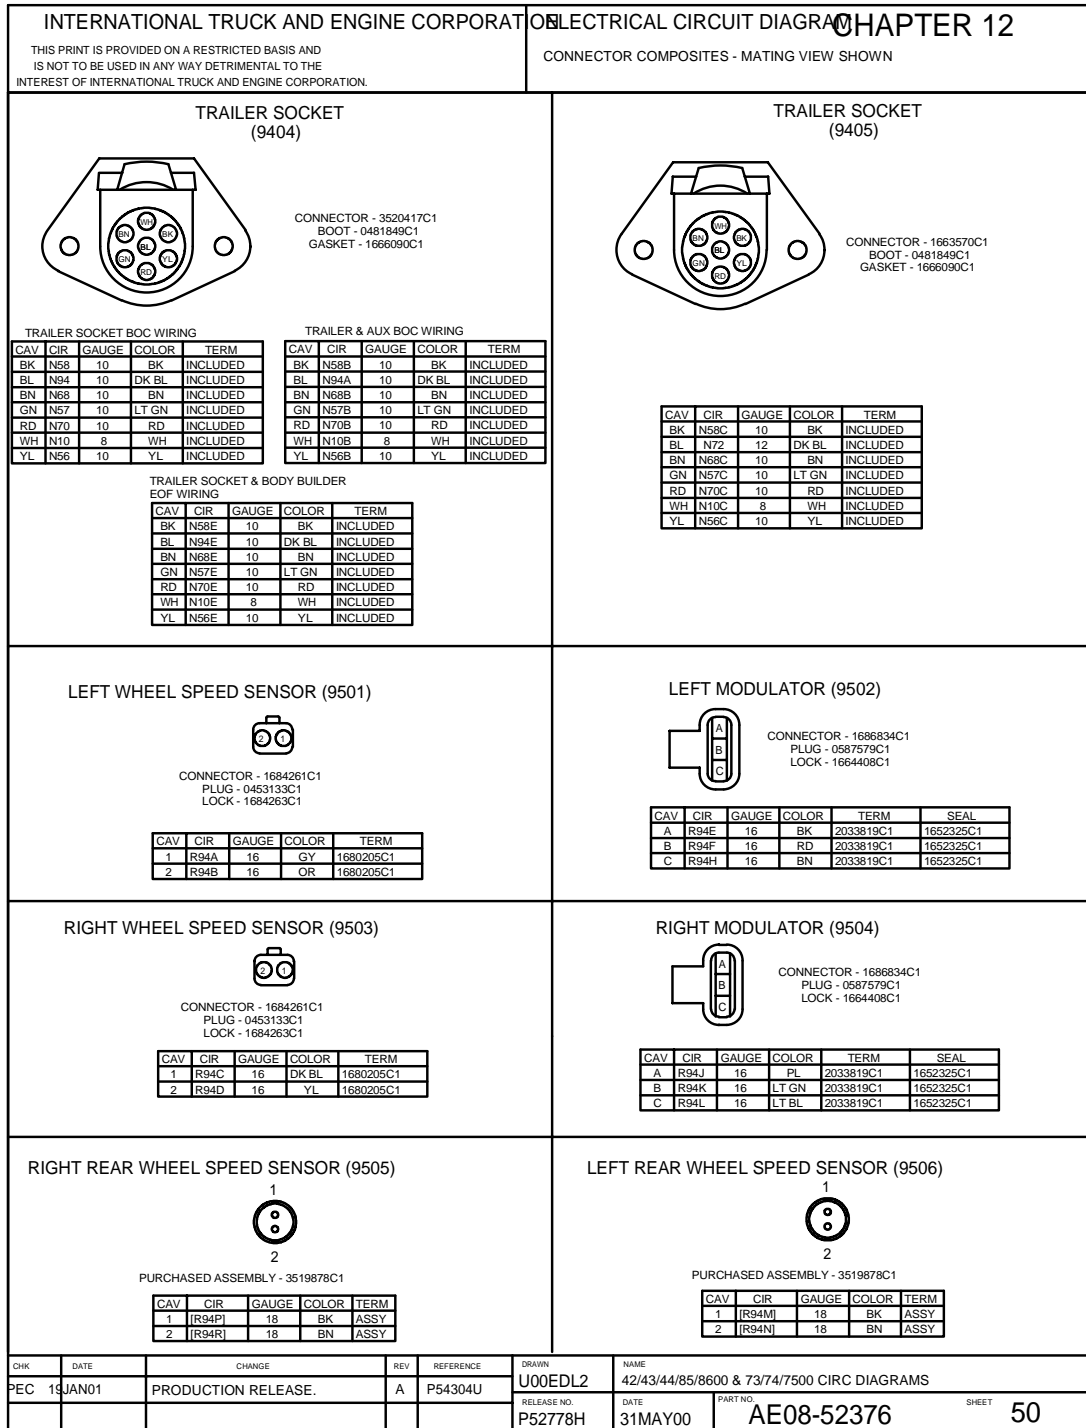 INTERNATIONAL TRUCK AND ENGINE CORPORATION
ELECTRICAL CIRCUIT DIAGRAM
CHAPTER 12
THIS PRINT IS PROVIDED ON A RESTRICTED BASIS AND
IS NOT TO BE USED IN ANY WAY DETRIMENTAL TO THE
INTEREST OF INTERNATIONAL TRUCK AND ENGINE CORPORATION.
CONNECTOR COMPOSITES - MATING VIEW SHOWN
TRAILER SOCKET
(9404)
WH
BN BK
BL
GN YL
RD
CONNECTOR - 3520417C1
BOOT - 0481849C1
GASKET - 1666090C1
TRAILER SOCKET BOC WIRING
CAV CIR GAUGE COLOR TERM
BK N58 10 BK INCLUDED
BL N94 10 DK BL INCLUDED
BN N68 10 BN INCLUDED
GN N57 10 LT GN INCLUDED
RD N70 10 RD INCLUDED
WH N10 8 WH INCLUDED
YL N56 10 YL INCLUDED
TRAILER & AUX BOC WIRING
CAV CIR GAUGE COLOR TERM
BK N58B 10 BK INCLUDED
BL N94A 10 DK BL INCLUDED
BN N68B 10 BN INCLUDED
GN N57B 10 LT GN INCLUDED
RD N70B 10 RD INCLUDED
WH N10B 8 WH INCLUDED
YL N56B 10 YL INCLUDED
TRAILER SOCKET & BODY BUILDER
EOF WIRING
CAV CIR GAUGE COLOR TERM
BK N58E 10 BK INCLUDED
BL N94E 10 DK BL INCLUDED
BN N68E 10 BN INCLUDED
GN N57E 10 LT GN INCLUDED
RD N70E 10 RD INCLUDED
WH N10E 8 WH INCLUDED
YL N56E 10 YL INCLUDED
TRAILER SOCKET
(9405)
WH
BN BK
BL
GN YL
RD
CONNECTOR - 1663570C1
BOOT - 0481849C1
GASKET - 1666090C1
CAV CIR GAUGE COLOR TERM
BK N58C 10 BK INCLUDED
BL N72 12 DK BL INCLUDED
BN N68C 10 BN INCLUDED
GN N57C 10 LT GN INCLUDED
RD N70C 10 RD INCLUDED
WH N10C 8 WH INCLUDED
YL N56C 10 YL INCLUDED
LEFT WHEEL SPEED SENSOR (9501)
2 1
CONNECTOR - 1684261C1
PLUG - 0453133C1
LOCK - 1684263C1
CAV CIR GAUGE COLOR TERM
1 R94A 16 GY 1680205C1
2 R94B 16 OR 1680205C1
LEFT MODULATOR (9502)
A
B
C
CONNECTOR - 1686834C1
PLUG - 0587579C1
LOCK - 1664408C1
CAV CIR GAUGE COLOR TERM SEAL
A R94E 16 BK 2033819C1 1652325C1
B R94F 16 RD 2033819C1 1652325C1
C R94H 16 BN 2033819C1 1652325C1
RIGHT WHEEL SPEED SENSOR (9503)
2 1
CONNECTOR - 1684261C1
PLUG - 0453133C1
LOCK - 1684263C1
CAV CIR GAUGE COLOR TERM
1 R94C 16 DK BL 1680205C1
2 R94D 16 YL 1680205C1
RIGHT MODULATOR (9504)
A
B
C
CONNECTOR - 1686834C1
PLUG - 0587579C1
LOCK - 1664408C1
CAV CIR GAUGE COLOR TERM SEAL
A R94J 16 PL 2033819C1 1652325C1
B R94K 16 LT GN 2033819C1 1652325C1
C R94L 16 LT BL 2033819C1 1652325C1
RIGHT REAR WHEEL SPEED SENSOR (9505)
1
2
PURCHASED ASSEMBLY - 3519878C1
CAV CIR GAUGE COLOR TERM
1 [R94P] 18 BK ASSY
2 [R94R] 18 BN ASSY
LEFT REAR WHEEL SPEED SENSOR (9506)
1
2
PURCHASED ASSEMBLY - 3519878C1
CAV CIR GAUGE COLOR TERM
1 [R94M] 18 BK ASSY
2 [R94N] 18 BN ASSY
CHK DATE CHANGE REV REFERENCE
PEC 19JAN01 PRODUCTION RELEASE. A P54304U
DRAWN
U00EDL2
NAME
42/43/44/85/8600 & 73/74/7500 CIRC DIAGRAMS
RELEASE NO.
P52778H
DATE
31MAY00
PART NO.
AE08-52376
SHEET 50